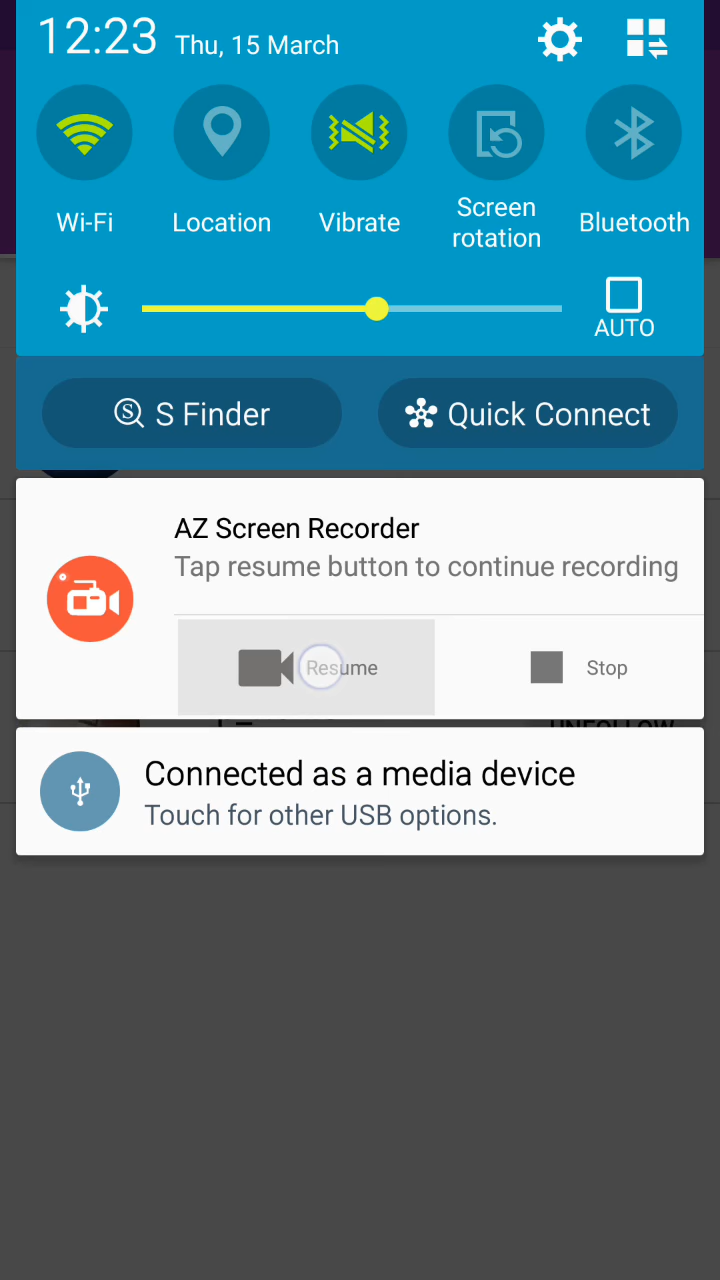 12:23 Thu, 15 March
Wi-Fi
Location
Vibrate
Screen
rotation
Bluetooth
AUTO
S Finder
Quick Connect
AZ Screen Recorder
Tap resume button to continue recording
Resume
Stop
UNFOLLOW
Connected as a media device
Touch for other USB options.